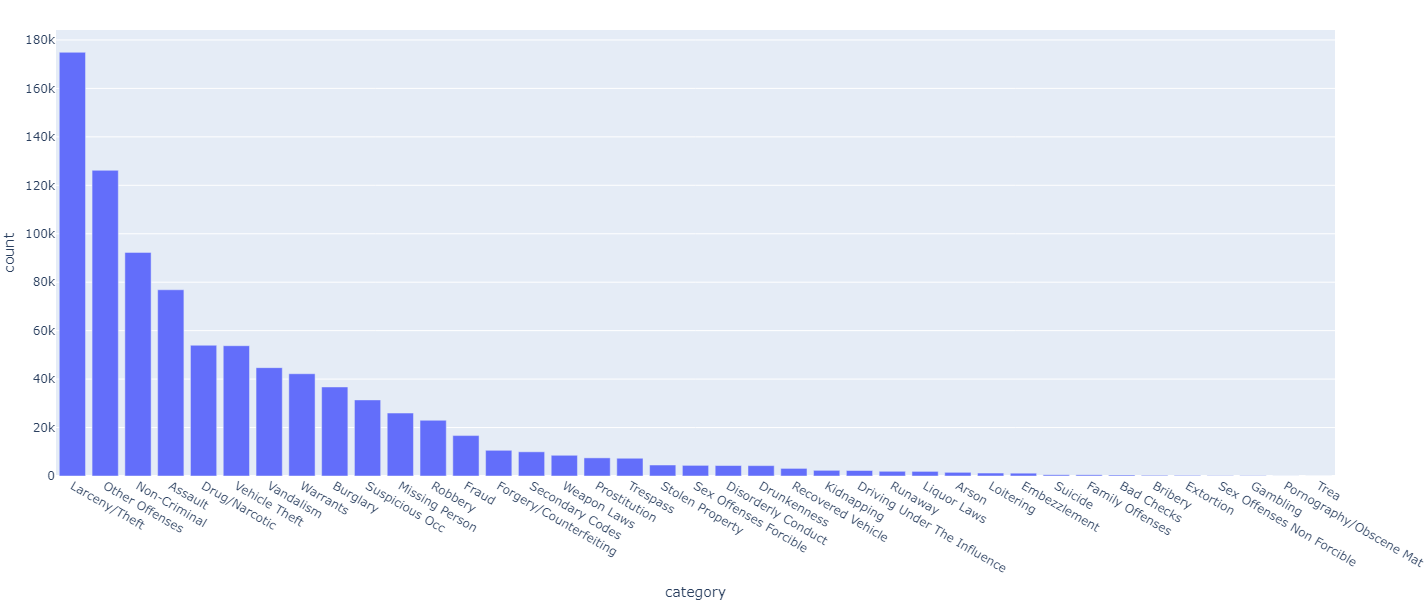 180k
160k
140k
120k
100k
80k
60k
40k
20k
0
count
Larceny/Theft
Other Offenses
Non-Criminal
Assault
Drug/Narcotic
Vehicle Theft
Vandalism
Warrants
Burglary
Suspicious Occ
Missing Person
Robbery
Fraud
Forgery/Counterfeiting
Secondary Codes
Weapon Laws
Prostitution
Trespass
Stolen Property
Sex Offenses Forcible
Disorderly Conduct
Drunkenness
Recovered Vehicle
Kidnapping
Driving Under The Influence
Runaway
Liquor Laws
Arson
Loitering
Embezzlement
Suicide
Family Offenses
Bad Checks
Bribery
Extortion
Sex Offenses Non Forcible
Gambling
Pornography/Obscene Mat
Trea
category